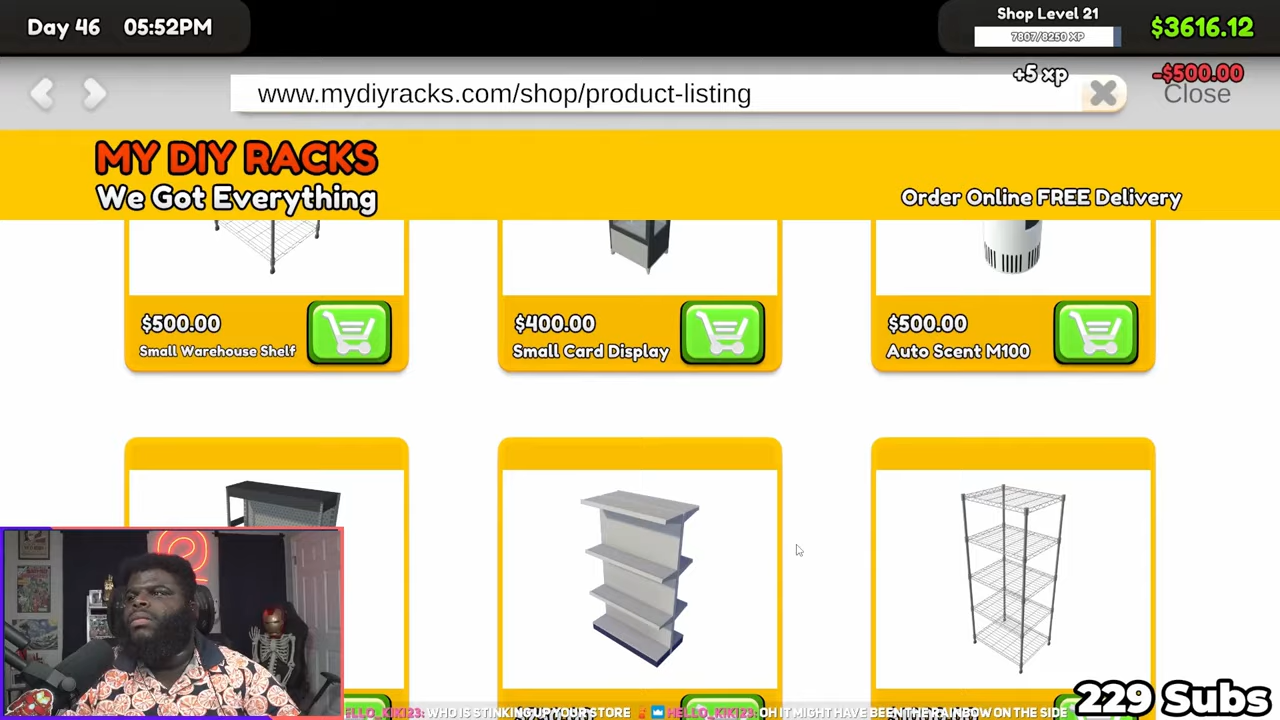 Day 46 05:52PM
Shop Level 21
7807/8250 XP
$3616.12
+5 xp
-$500.00
www.mydiyracks.com/shop/product-listing
Close
MY DIY RACKS
We Got Everything
Order Online FREE Delivery
$500.00
Small Warehouse Shelf
$400.00
Small Card Display
$500.00
Auto Scent M100
229 Subs
HELLO_KIKI23: WHO IS STINKING UP YOUR STORE
HELLO_KIKI23: OH IT MIGHT HAVE BEEN THE RAINBOW ON THE SIDE